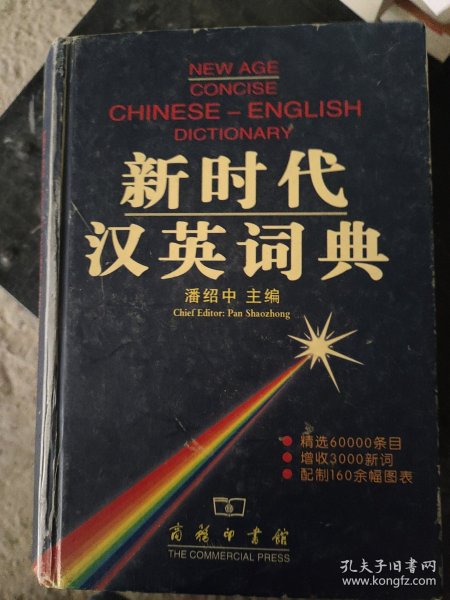 NEW AGE
CONCISE
CHINESE – ENGLISH
DICTIONARY
新时代
汉英词典
潘绍中 主编
Chief Editor: Pan Shaozhong
精选60000条目
增收3000新词
配制160余幅图表
商務印書館
THE COMMERCIAL PRESS
孔夫子旧书网
www.kongfz.com